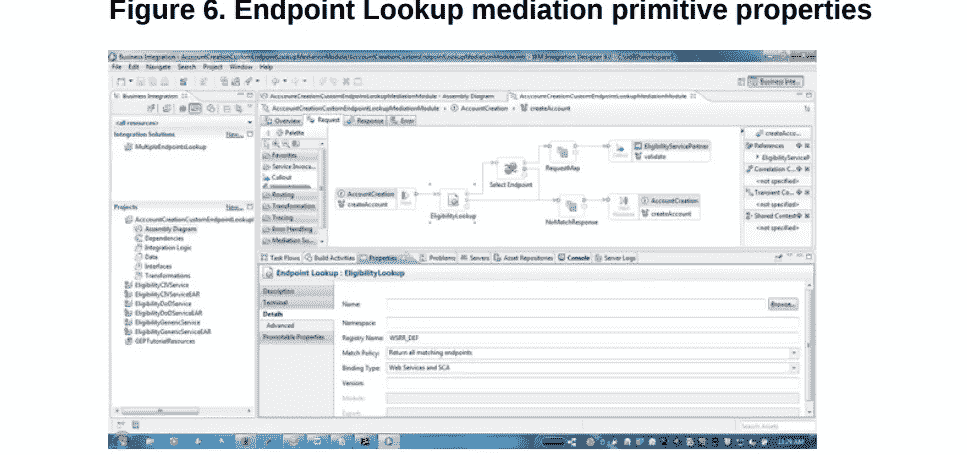 Figure 6. Endpoint Lookup mediation primitive properties
File Edit Navigate Search Project Window Help
Business Inte...
Business Integration
AccountCreationCustomEndpointLookupMediationModule - Assembly Diagram
AccountCreationCustomEndpointLookupMediationModule
AccountCreationCustomEndpointLookupMediationModule
AccountCreation
createAccount
<all resources>
Integration Solutions
New...
MultipleEndpointsLookup
Overview
Request
Response
Error
Palette
Favorites
Service Invoca...
Callout
Routing
Transformation
Tracing
Error Handling
Mediation Su...
AccountCreation
createAccount
EligibilityLookup
Select Endpoint
RequestMap
NoMatchResponse
EligibilityServicePartner
validate
AccountCreation
createAccount
createAcco...
References
EligibilityServiceP
Correlation C...
<not specified>
Transient Co...
<not specified>
Shared Context
<not specified>
Projects
New...
AccountCreationCustomEndpointLookupl
Assembly Diagram
Dependencies
Integration Logic
Data
Interfaces
Transformations
EligibilityCIVService
EligibilityCIVServiceEAR
EligibilityDoDService
EligibilityDoDServiceEAR
EligibilityGenericService
EligibilityGenericServiceEAR
GEPTutorialResources
Task Flows
Build Activities
Properties
Problems
Servers
Asset Repositories
Console
Server Logs
Endpoint Lookup : EligibilityLookup
Description
Terminal
Details
Advanced
Promotable Properties
Name:
Browse...
Namespace:
Registry Name: WSRR_DEF
Match Policy: Return all matching endpoints
Binding Type: Web Services and SCA
Version:
Module:
Export:
Search Assets